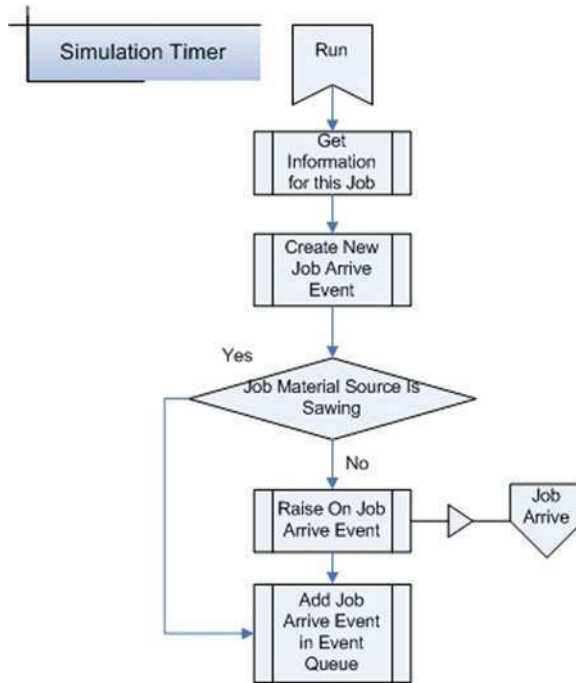 Simulation Timer
Run
Get
Information
for this Job
Create New
Job Arrive
Event
Yes
Job Material Source Is
Sawing
No
Raise On Job
Arrive Event
Job
Arrive
Add Job
Arrive Event
in Event
Queue